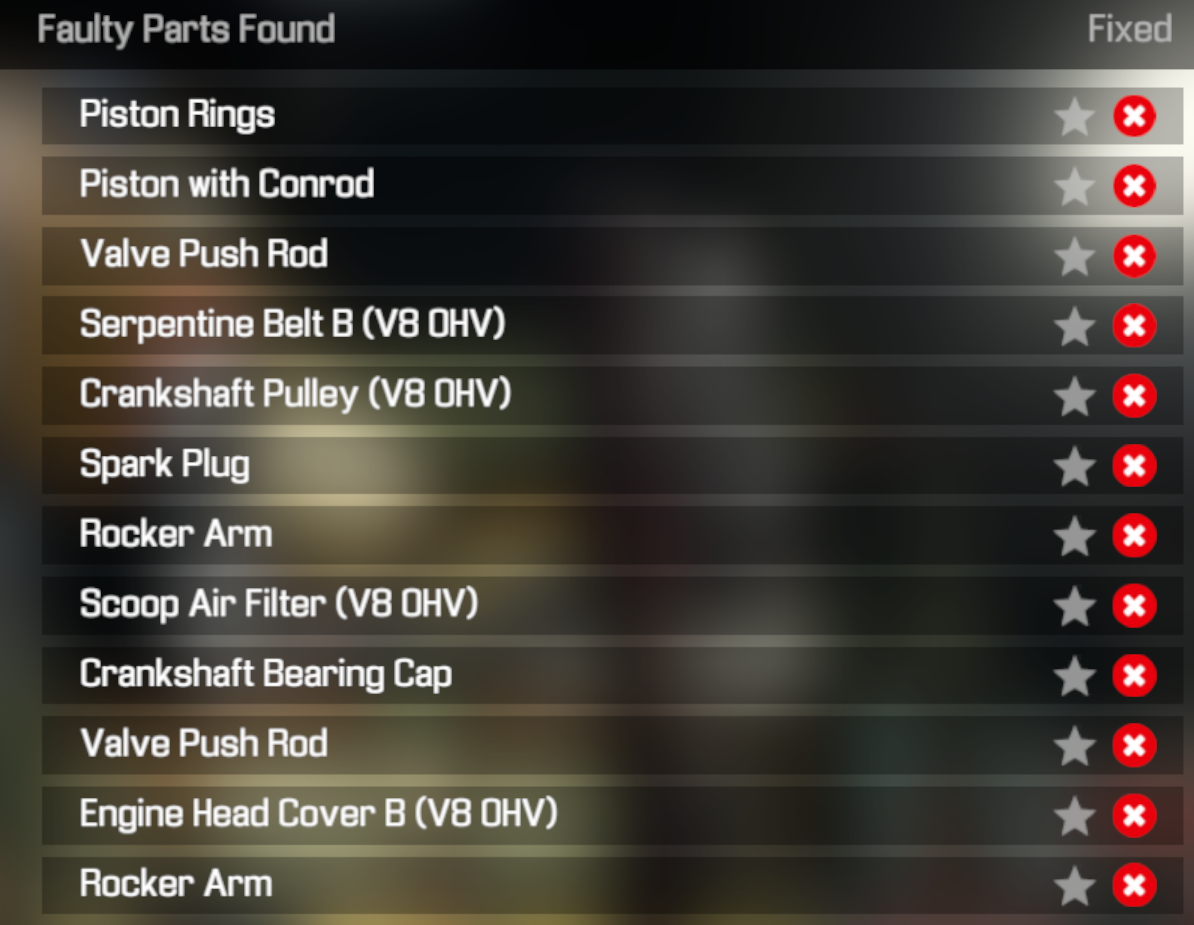 Faulty Parts Found Fixed
Piston Rings
Piston with Conrod
Valve Push Rod
Serpentine Belt B (V8 OHV)
Crankshaft Pulley (V8 OHV)
Spark Plug
Rocker Arm
Scoop Air Filter (V8 OHV)
Crankshaft Bearing Cap
Valve Push Rod
Engine Head Cover B (V8 OHV)
Rocker Arm